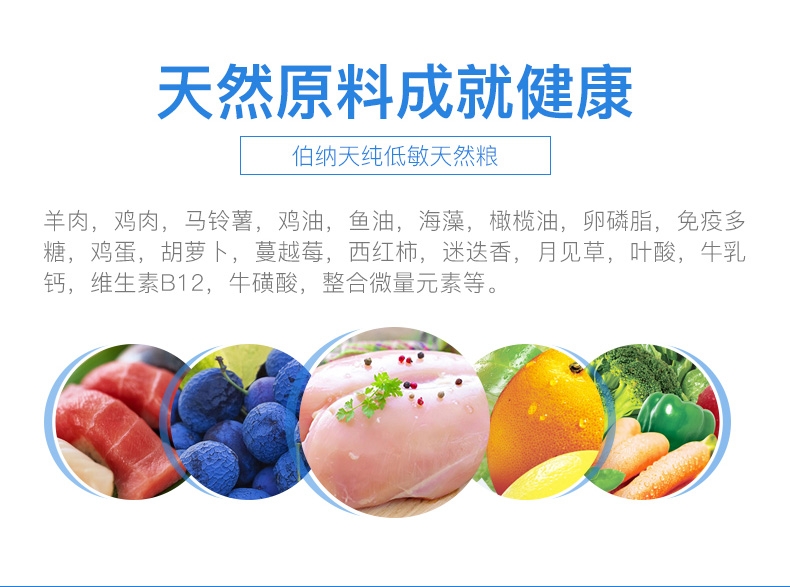 天然原料成就健康
伯纳天纯低敏天然粮
羊肉，鸡肉，马铃薯，鸡油，鱼油，海藻，橄榄油，卵磷脂，免疫多
糖，鸡蛋，胡萝卜，蔓越莓，西红柿，迷迭香，月见草，叶酸，牛乳
钙，维生素B12，牛磺酸，整合微量元素等。